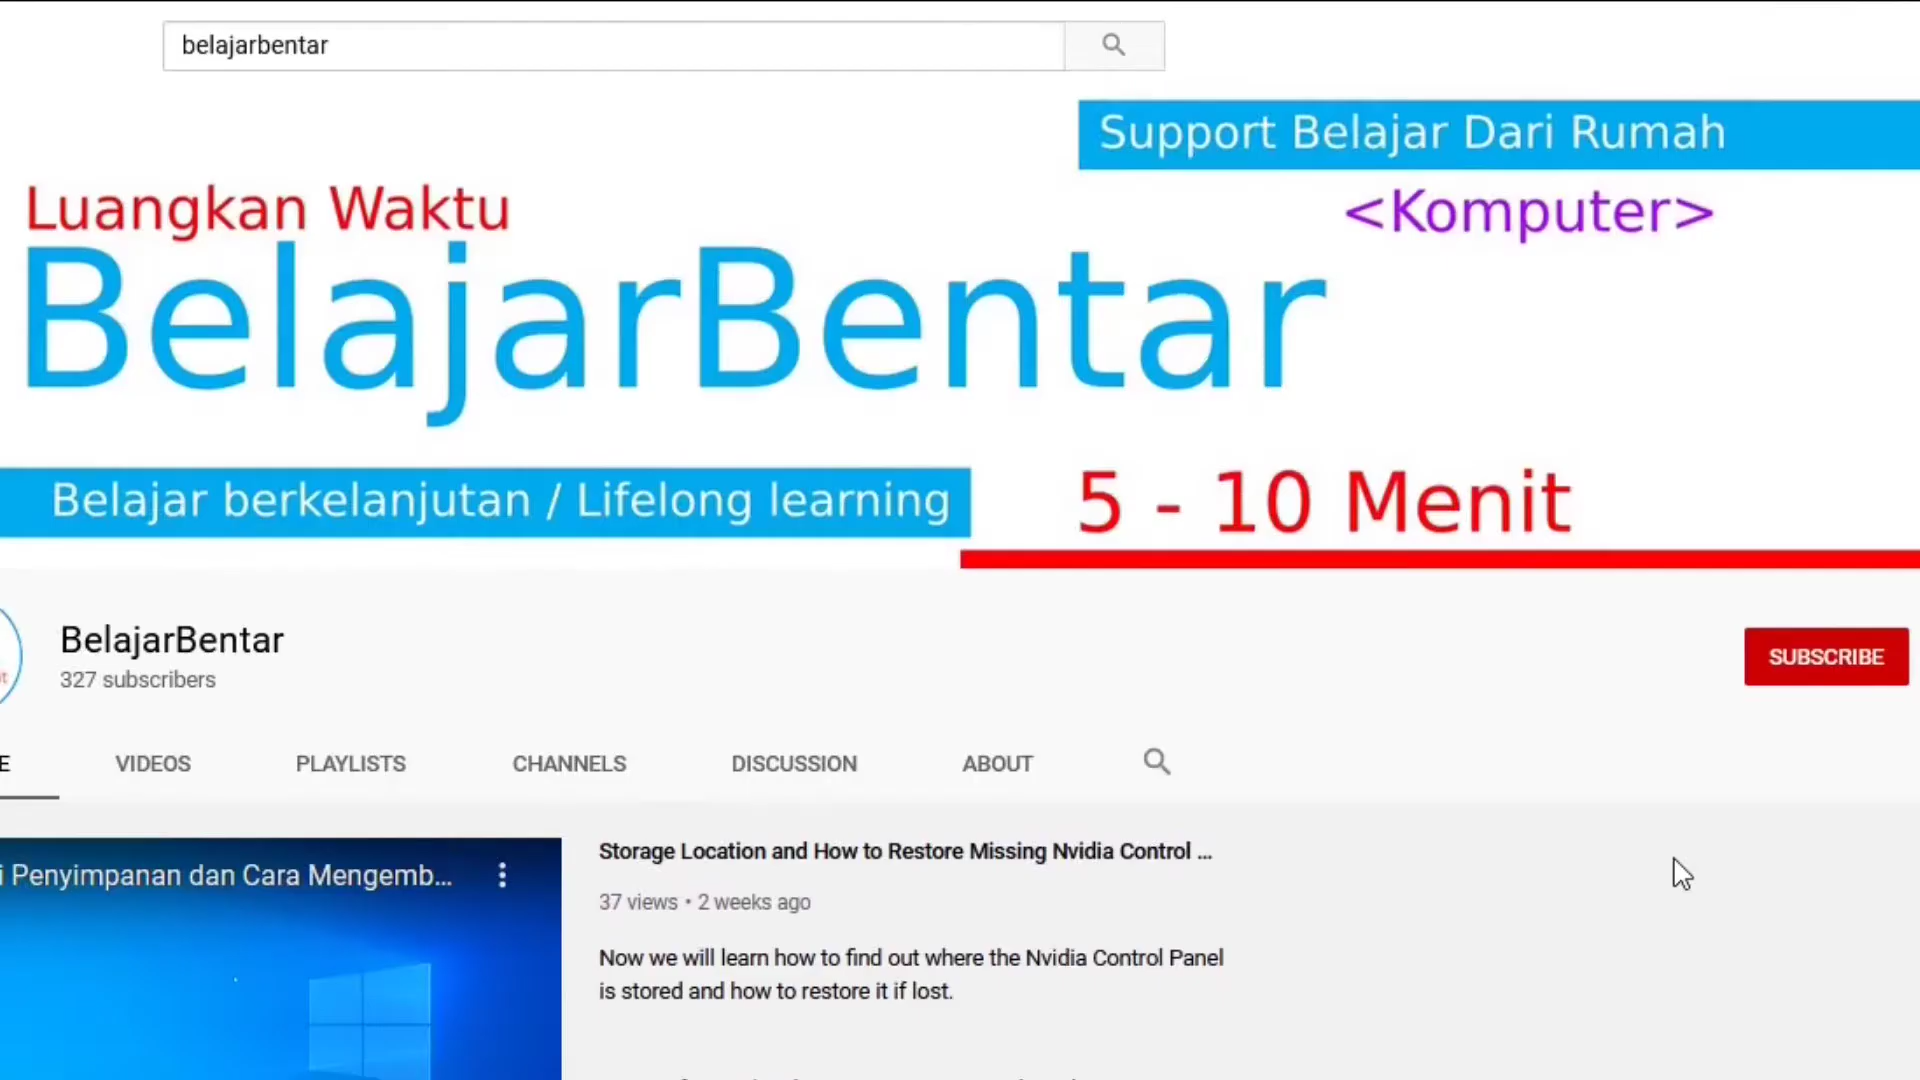 belajarbentar
Support Belajar Dari Rumah
Luangkan Waktu
<Komputer>
BelajarBentar
Belajar berkelanjutan / Lifelong learning
5 - 10 Menit
BelajarBentar
327 subscribers
SUBSCRIBE
E VIDEOS PLAYLISTS CHANNELS DISCUSSION ABOUT
i Penyimpanan dan Cara Mengemb...
Storage Location and How to Restore Missing Nvidia Control ...
37 views • 2 weeks ago
Now we will learn how to find out where the Nvidia Control Panel
is stored and how to restore it if lost.